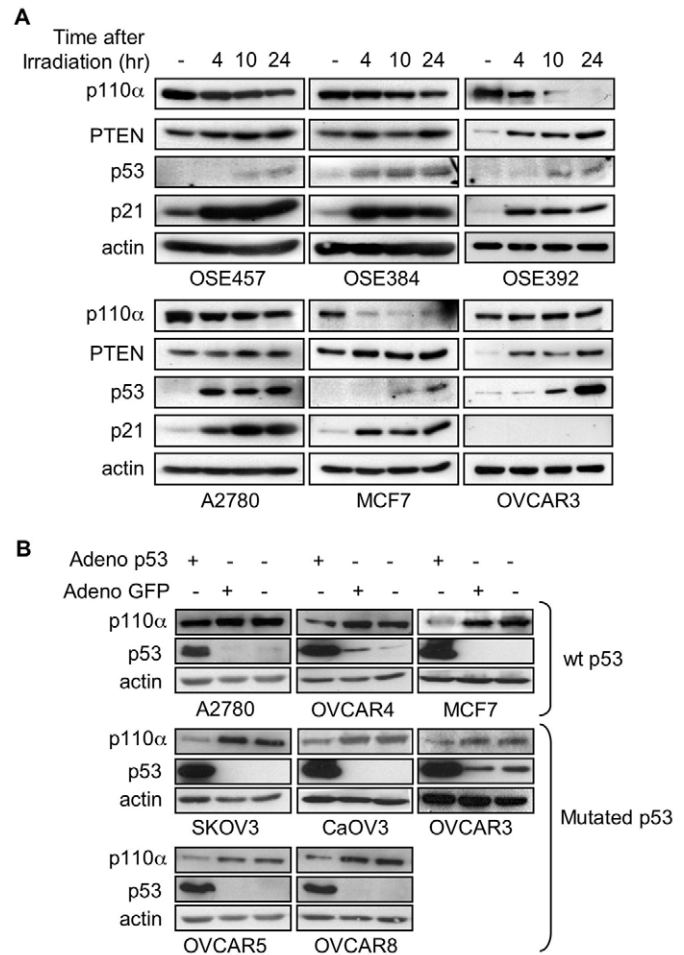 A
Time after
Irradiation (hr) - 4 10 24 - 4 10 24 - 4 10 24
p110α
PTEN
p53
p21
actin
OSE457 OSE384 OSE392
p110α
PTEN
p53
p21
actin
A2780 MCF7 OVCAR3
B
Adeno p53 + - - + - - + - -
Adeno GFP - + - - + - - + -
p110α
p53
actin
wt p53
A2780 OVCAR4 MCF7
p110α
p53
actin
SKOV3 CaOV3 OVCAR3
Mutated p53
p110α
p53
actin
OVCAR5 OVCAR8